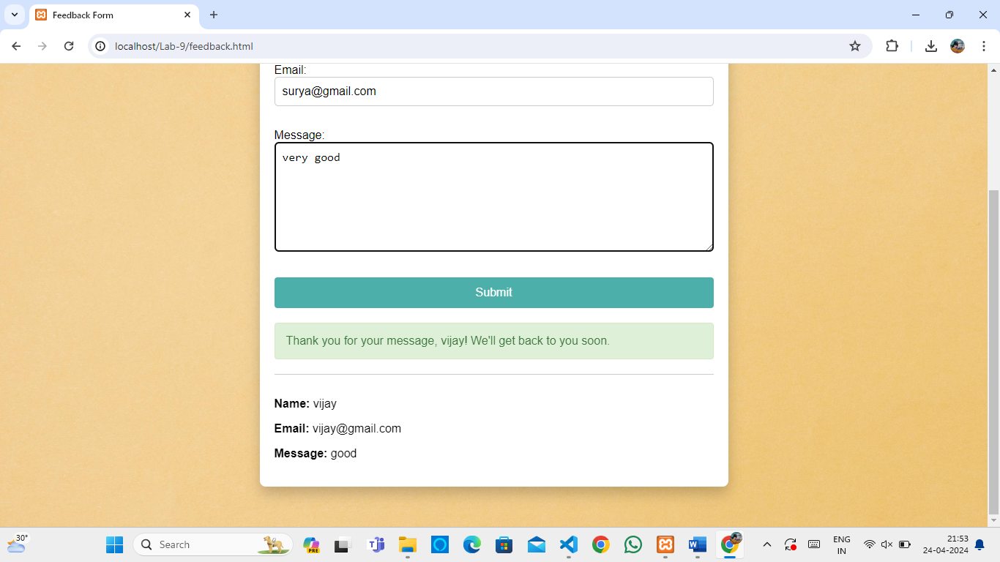 Feedback Form
localhost/Lab-9/feedback.html
Email:
surya@gmail.com
Message:
very good
Submit
Thank you for your message, vijay! We'll get back to you soon.
Name: vijay
Email: vijay@gmail.com
Message: good
30°
Search
PRE
ENG
IN
21:53
24-04-2024